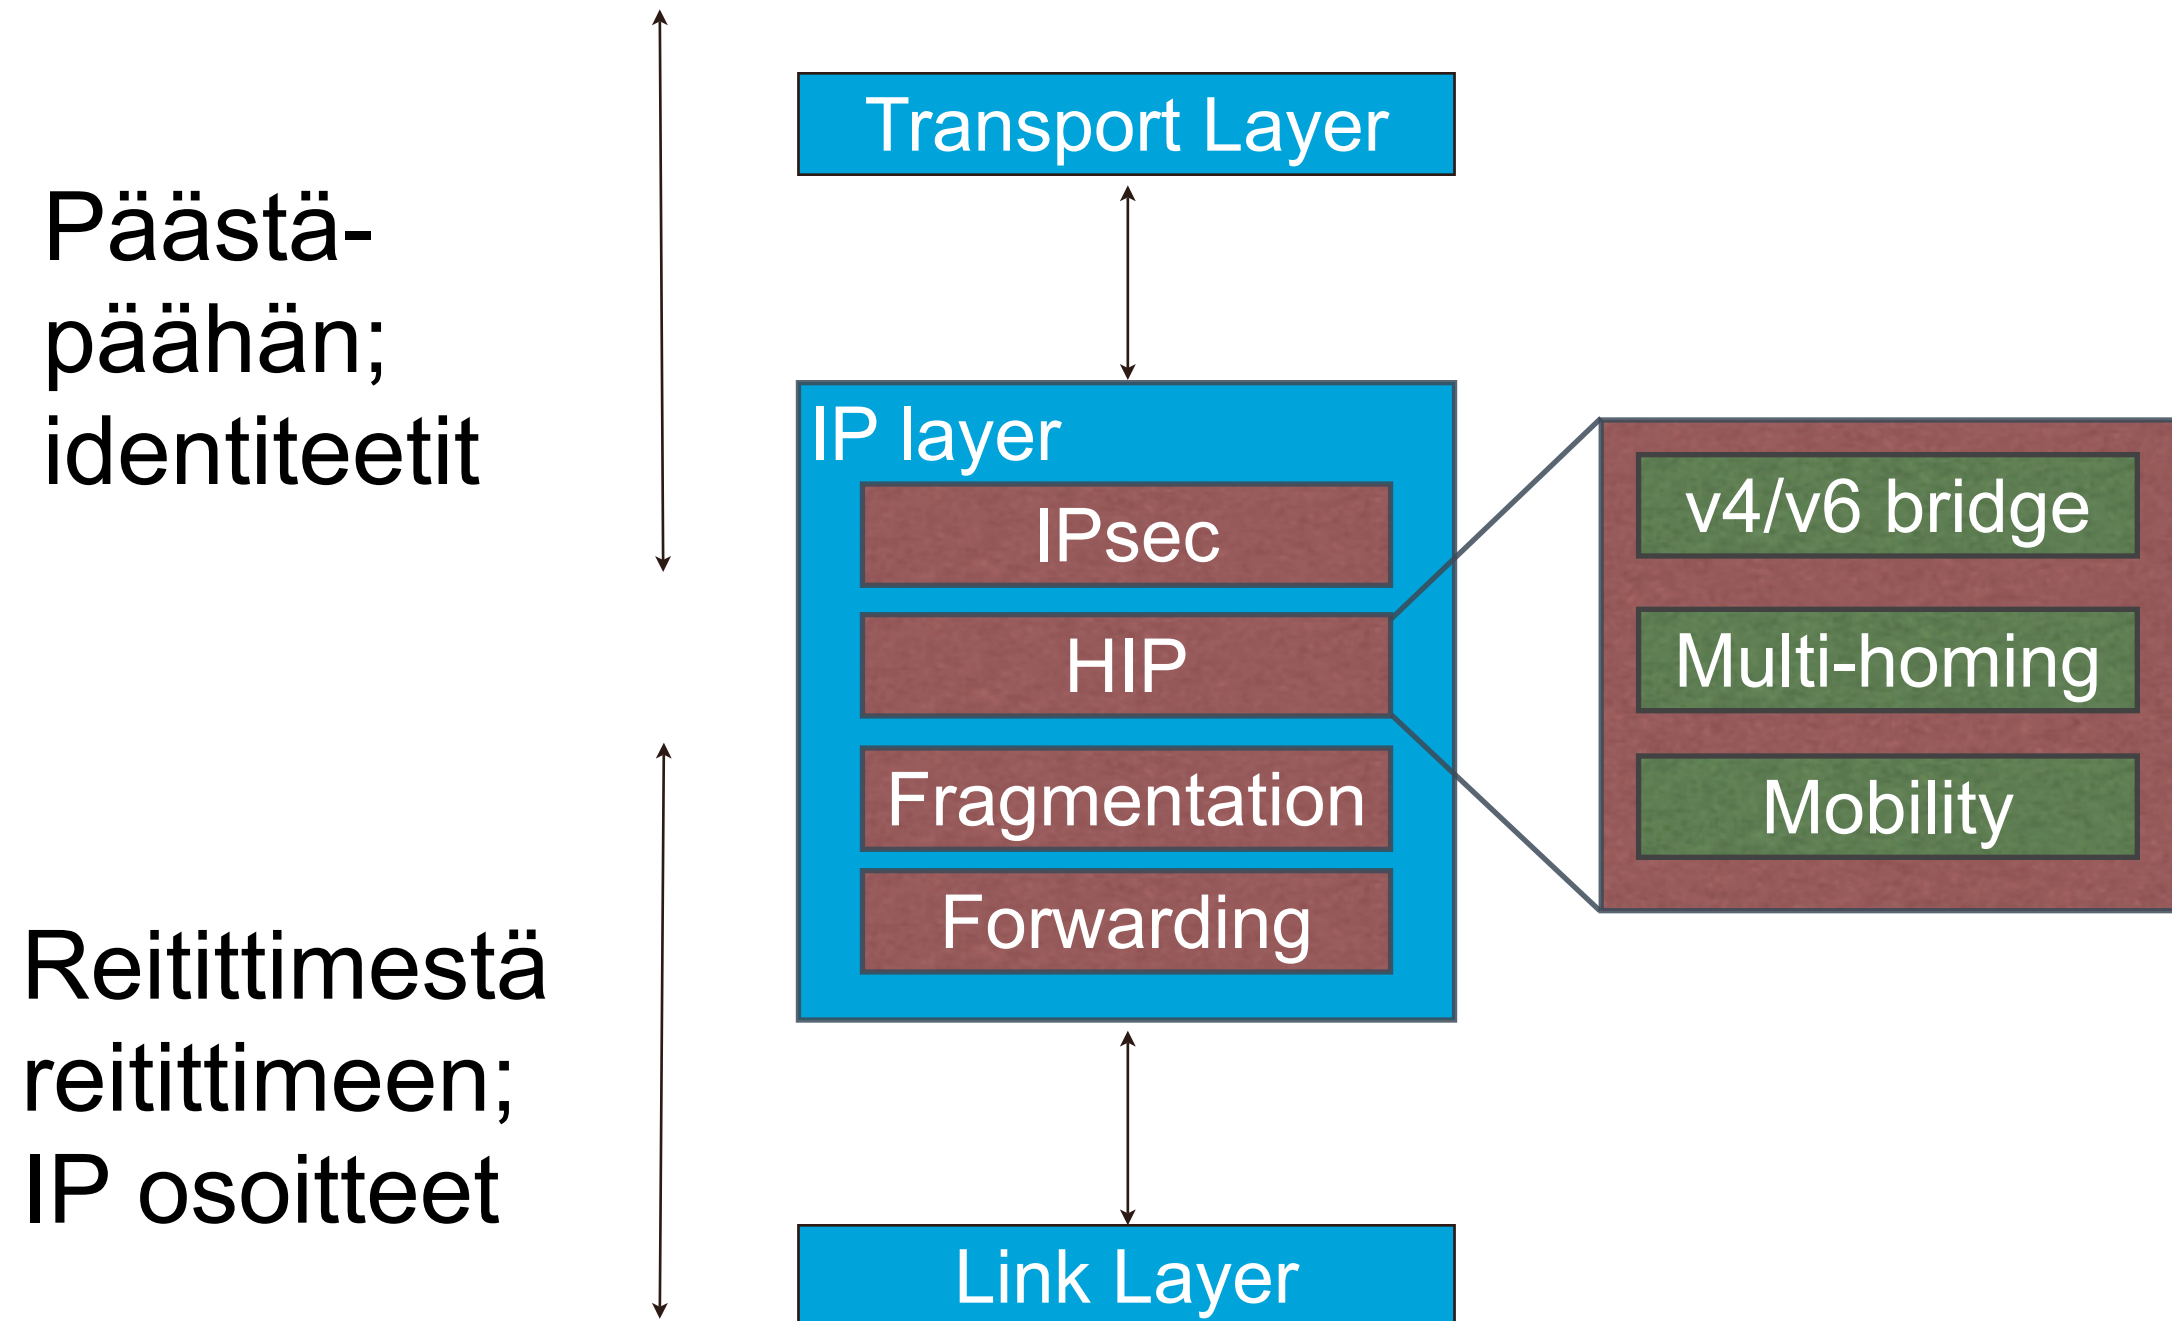 Transport Layer
Päästä-
päähän;
identiteetit
IP layer
IPsec
HIP
Fragmentation
Forwarding
v4/v6 bridge
Multi-homing
Mobility
Reitittimestä
reitittimeen;
IP osoitteet
Link Layer